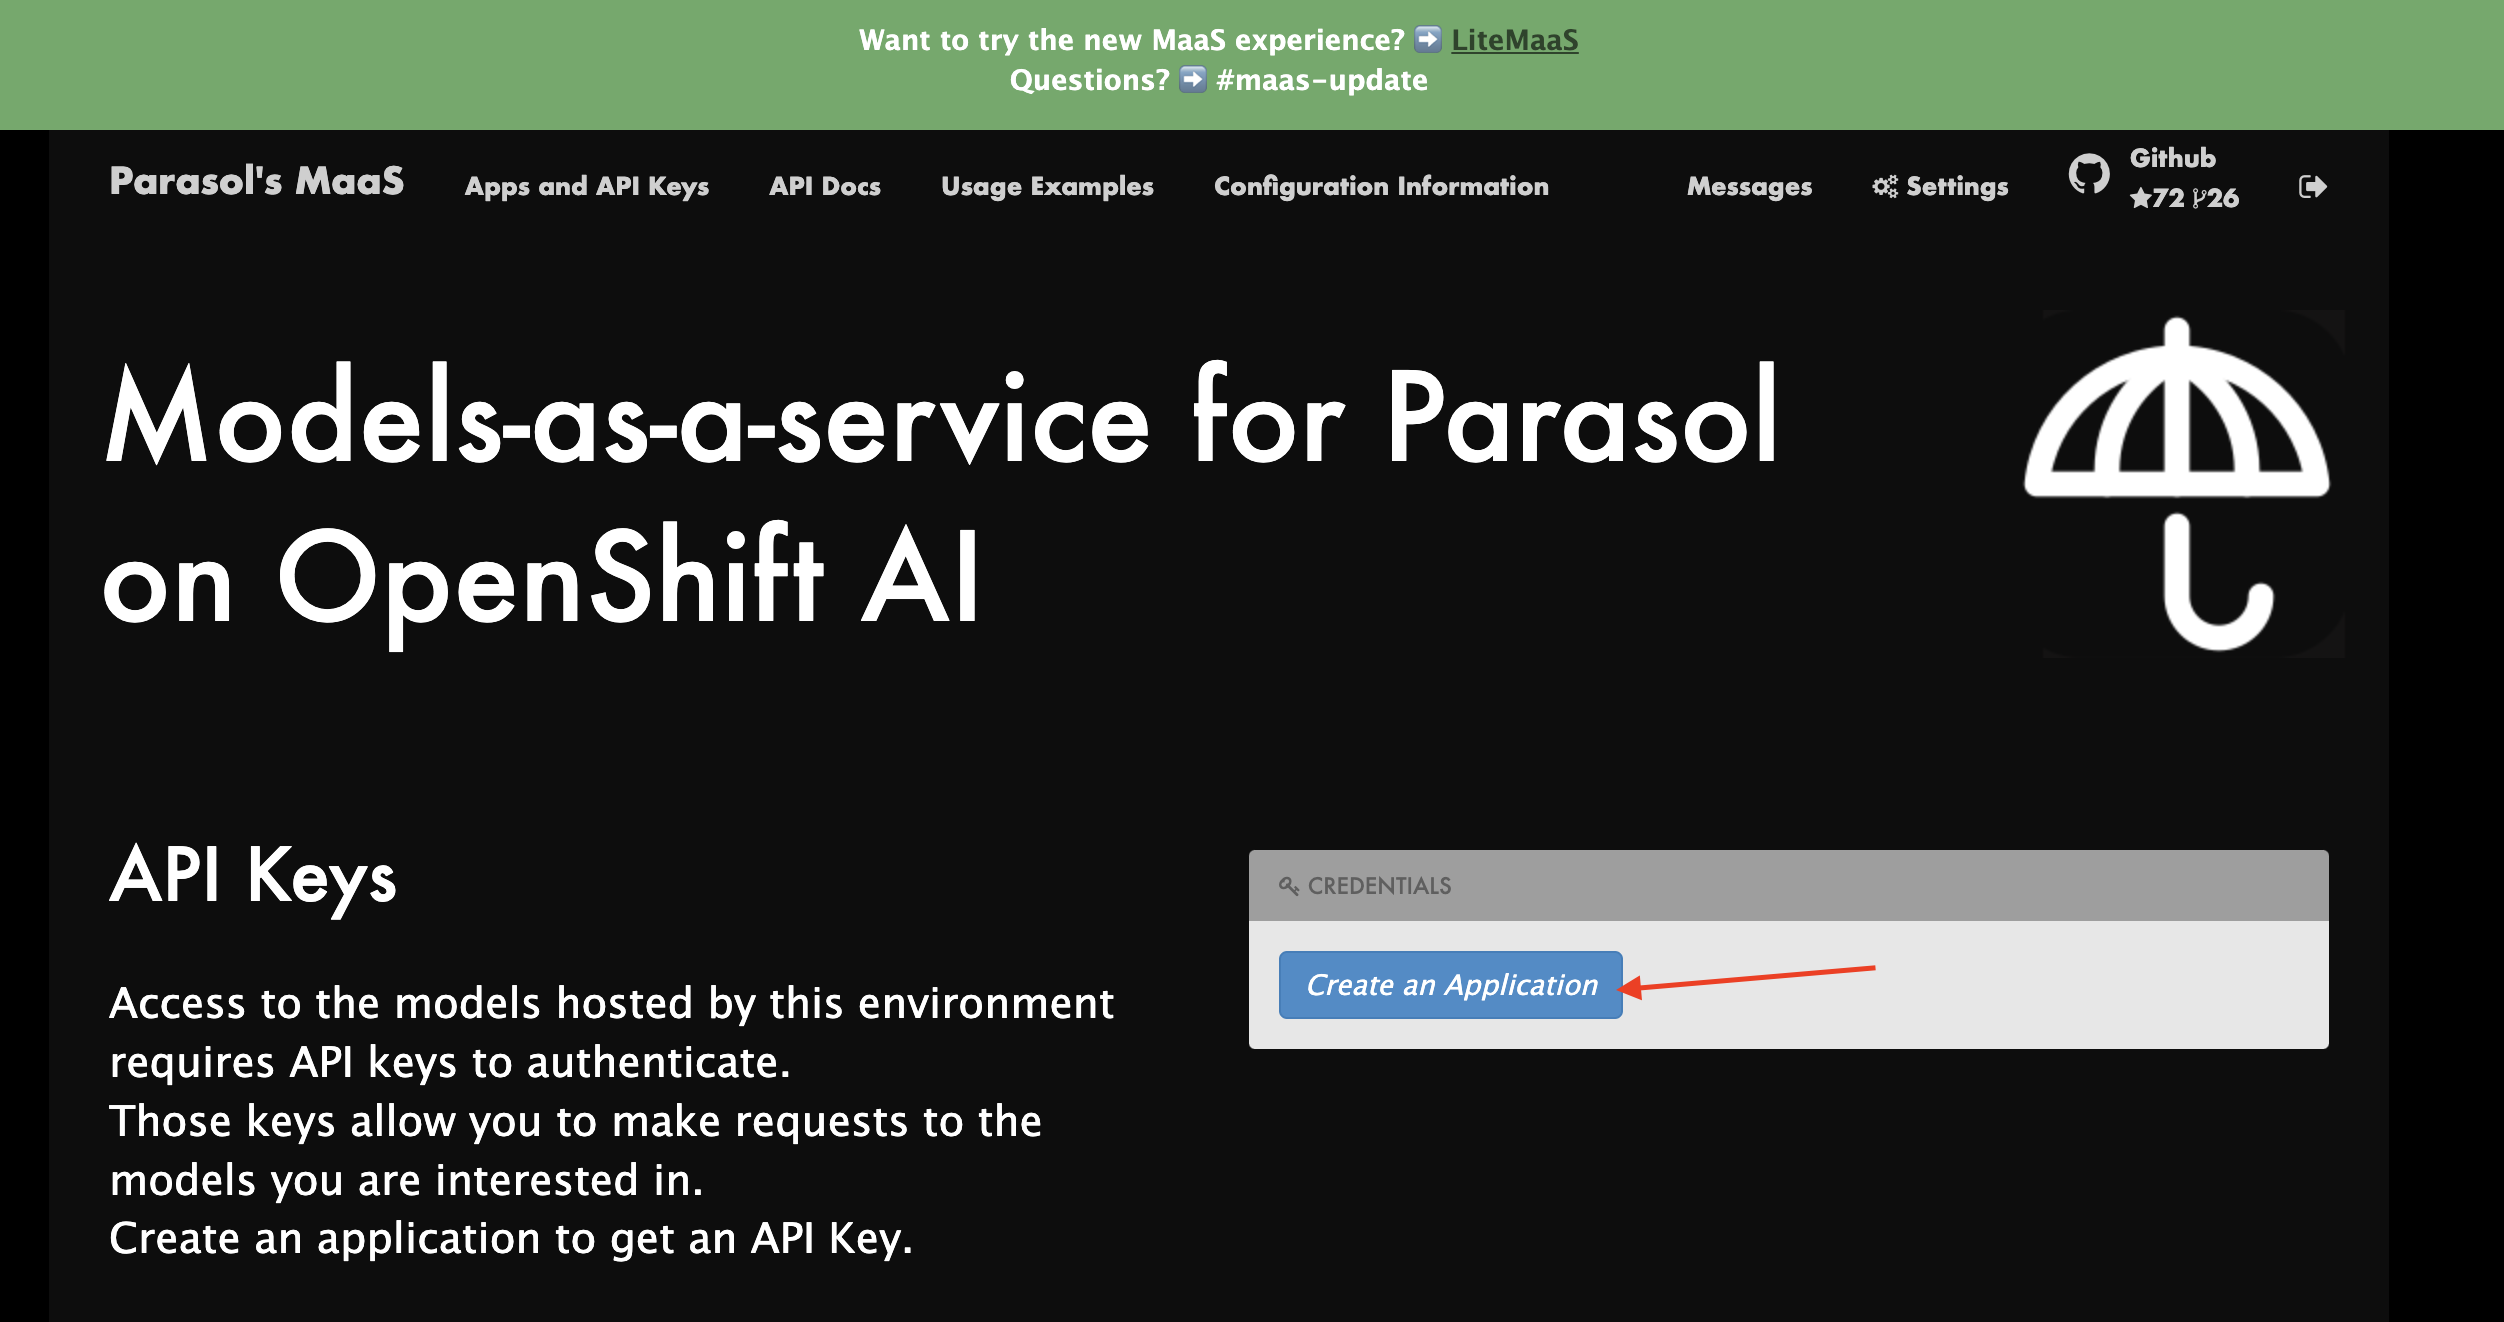 Want to try the new MaaS experience? ➡️ LiteMaaS
Questions? ➡️ #maas-update
Parasol's MaaS
Apps and API Keys
API Docs
Usage Examples
Configuration Information
Messages
Settings
Github
★72 26
Models-as-a-service for Parasol
on OpenShift AI
API Keys
Access to the models hosted by this environment
requires API keys to authenticate.
Those keys allow you to make requests to the
models you are interested in.
Create an application to get an API Key.
CREDENTIALS
Create an Application